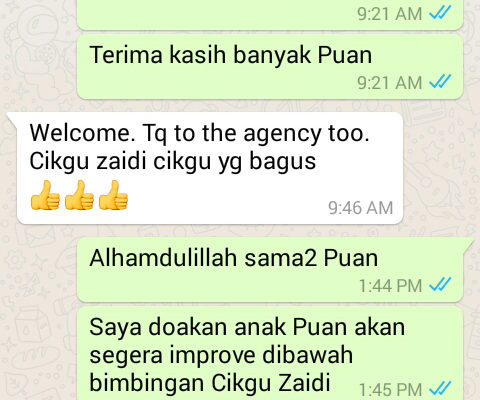 9:21 AM
Terima kasih banyak Puan
9:21 AM
Welcome. Tq to the agency too.
Cikgu zaidi cikgu yg bagus
👍👍👍
9:46 AM
Alhamdulillah sama2 Puan
1:44 PM
Saya doakan anak Puan akan
segera improve dibawah
bimbingan Cikgu Zaidi
1:45 PM